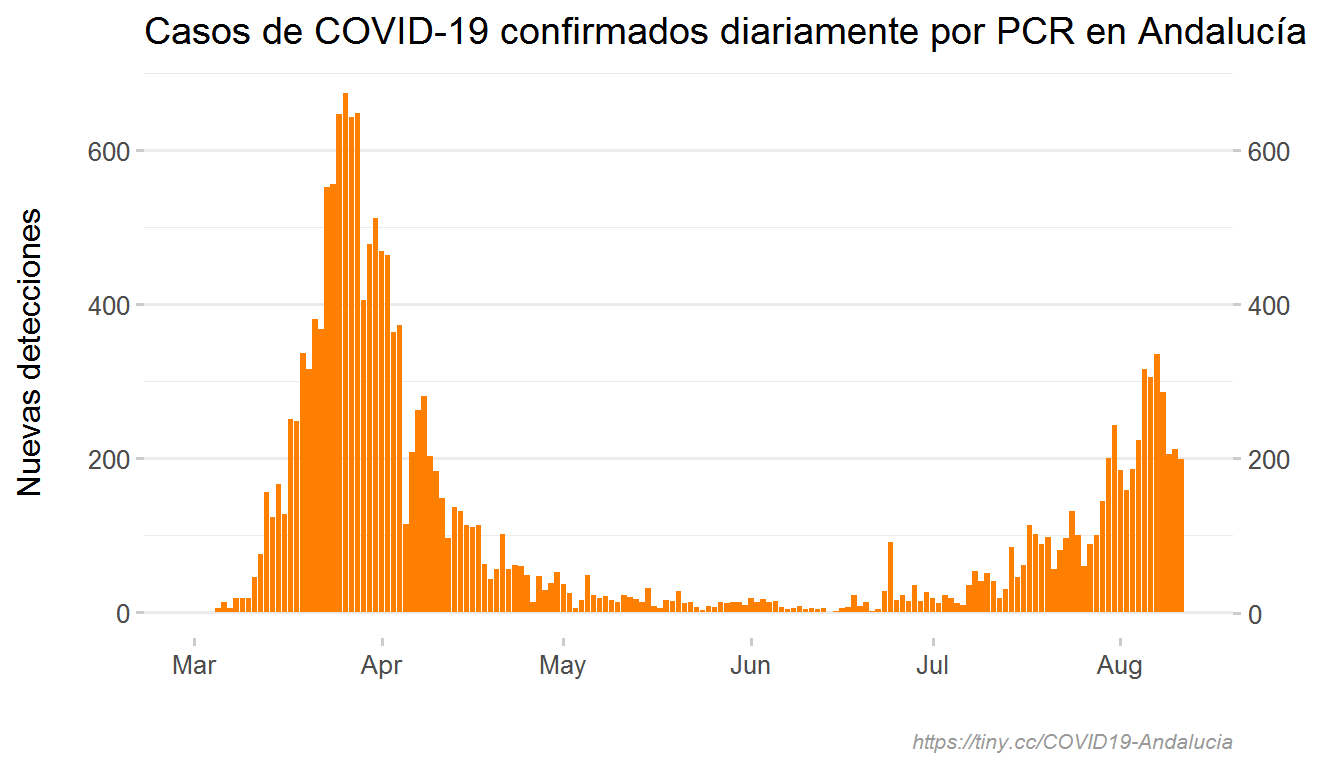 Casos de COVID-19 confirmados diariamente por PCR en Andalucía
Nuevas detecciones
600 600
400 400
200 200
0 0
Mar Apr May Jun Jul Aug
https://tiny.cc/COVID19-Andalucia